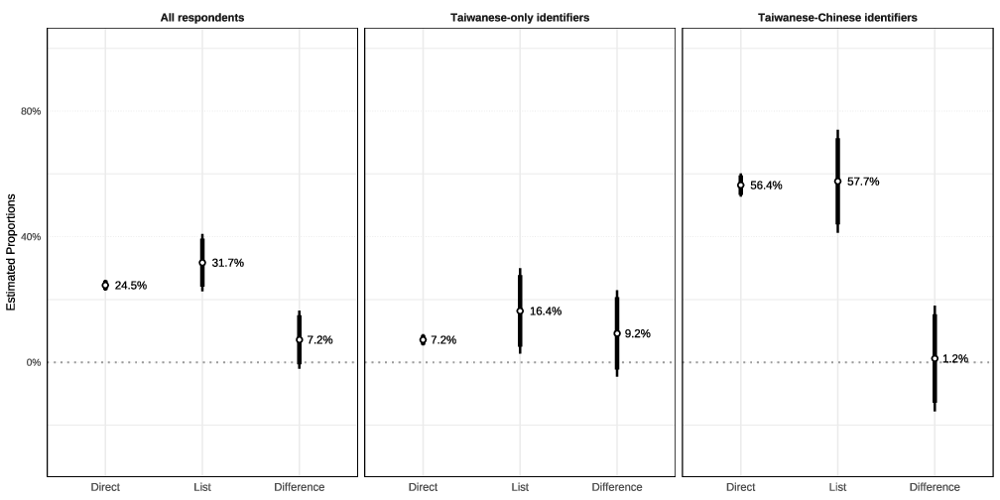 All respondents
Taiwanese-only identifiers
Taiwanese-Chinese identifiers
Estimated Proportions
80%
40%
0%
24.5%
31.7%
7.2%
7.2%
16.4%
9.2%
56.4%
57.7%
1.2%
Direct List Difference
Direct List Difference
Direct List Difference